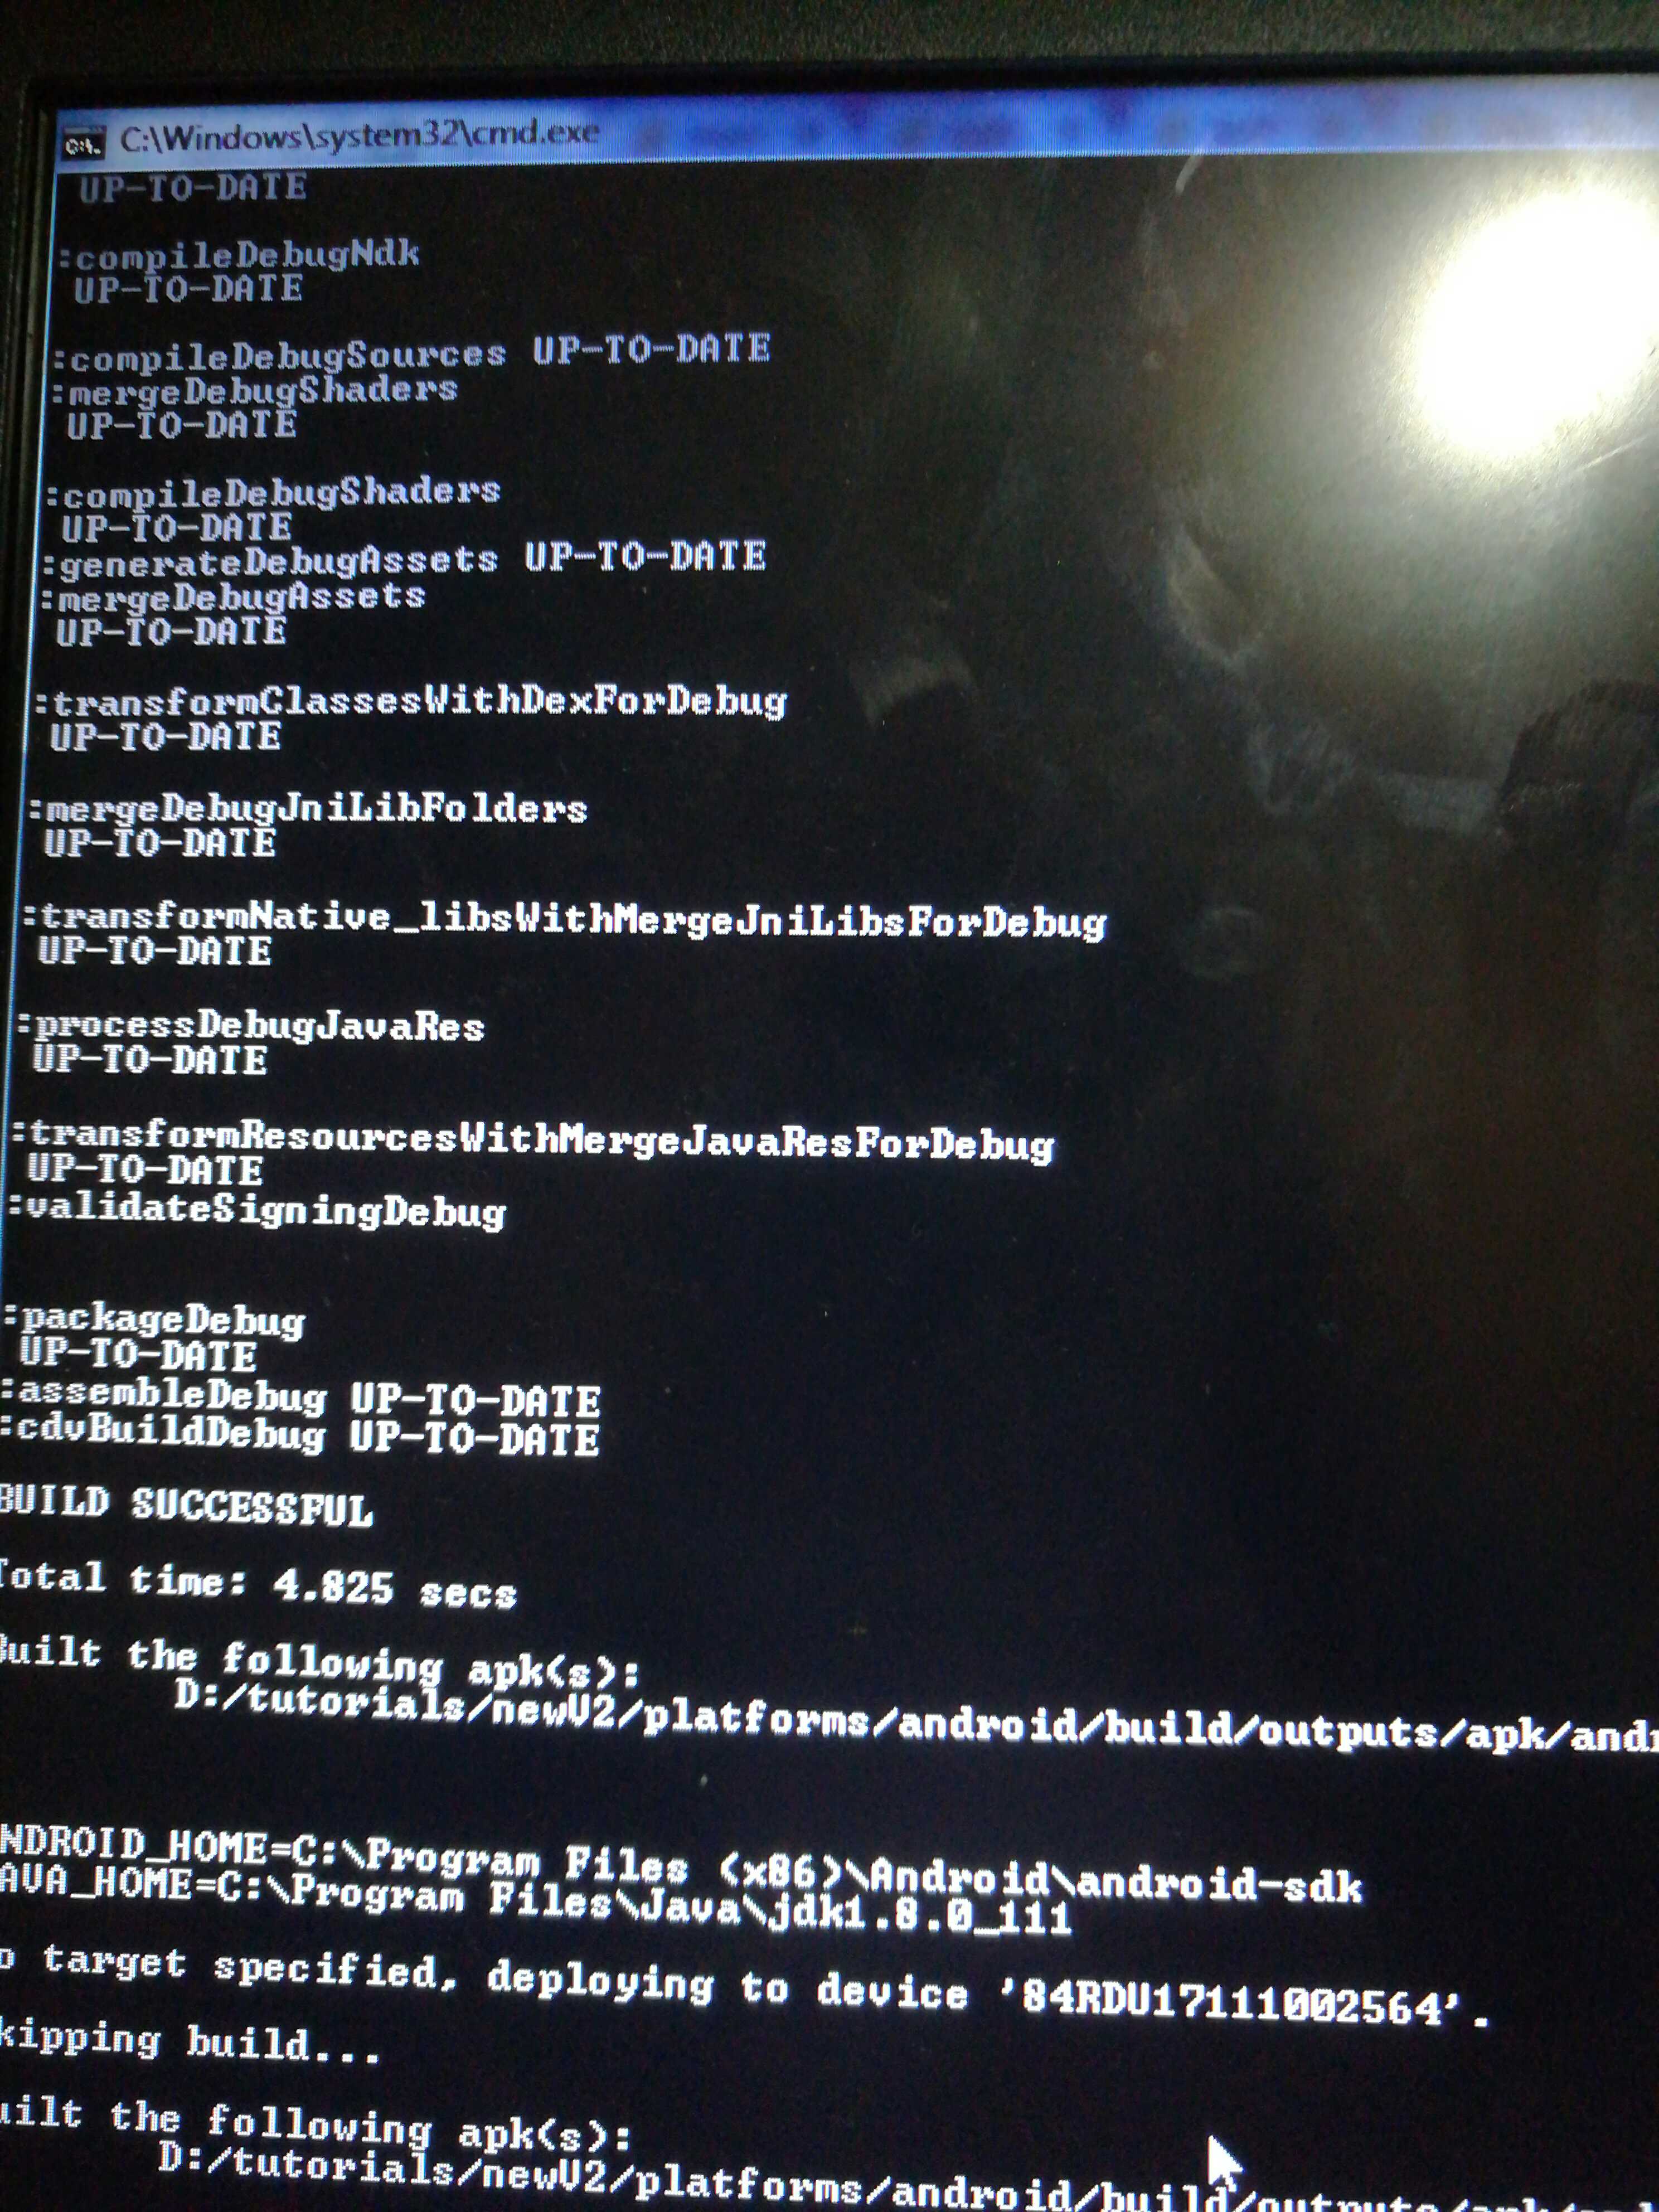 C:\Windows\system32\cmd.exe
UP-TO-DATE
:compileDebugNdk
UP-TO-DATE
:compileDebugSources UP-TO-DATE
:mergeDebugShaders
UP-TO-DATE
:compileDebugShaders
UP-TO-DATE
:generateDebugAssets UP-TO-DATE
:mergeDebugAssets
UP-TO-DATE
:transformClassesWithDexForDebug
UP-TO-DATE
:mergeDebugJniLibFolders
UP-TO-DATE
:transformNative_libsWithMergeJniLibsForDebug
UP-TO-DATE
:processDebugJavaRes
UP-TO-DATE
:transformResourcesWithMergeJavaResForDebug
UP-TO-DATE
:validateSigningDebug
:packageDebug
UP-TO-DATE
:assembleDebug UP-TO-DATE
:cdvBuildDebug UP-TO-DATE
BUILD SUCCESSFUL
Total time: 4.825 secs
Built the following apk(s):
D:/tutorials/newV2/platforms/android/build/outputs/apk/andr
NDROID_HOME=C:\Program Files (x86)\Android\android-sdk
AVA_HOME=C:\Program Files\Java\jdk1.8.0_111
o target specified, deploying to device '84RDU17111002564'.
kipping build...
uilt the following apk(s):
D:/tutorials/newV2/platforms/android/build/outputs/apk/and